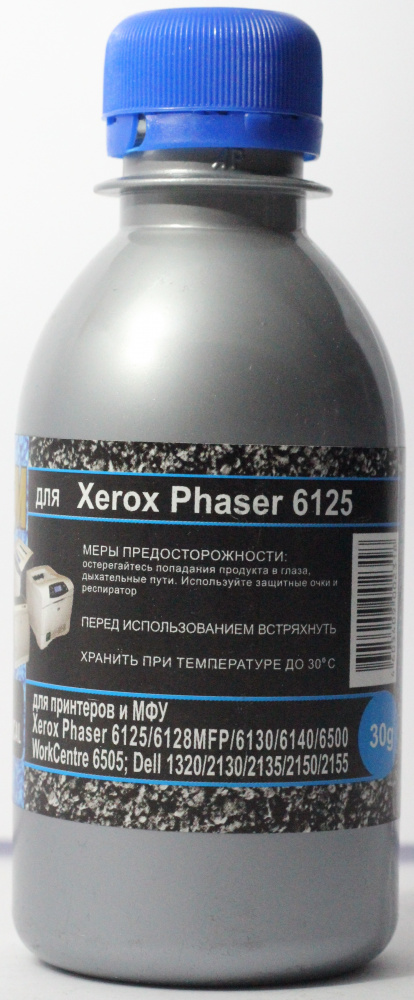 для Xerox Phaser 6125
МЕРЫ ПРЕДОСТОРОЖНОСТИ:
остерегайтесь попадания продукта в глаза,
дыхательные пути. Используйте защитные очки и
респиратор
ПЕРЕД ИСПОЛЬЗОВАНИЕМ ВСТРЯХНУТЬ
ХРАНИТЬ ПРИ ТЕМПЕРАТУРЕ ДО 30°С
для принтеров и МФУ
Xerox Phaser 6125/6128MFP/6130/6140/6500
WorkCentre 6505; Dell 1320/2130/2135/2150/2155
30g